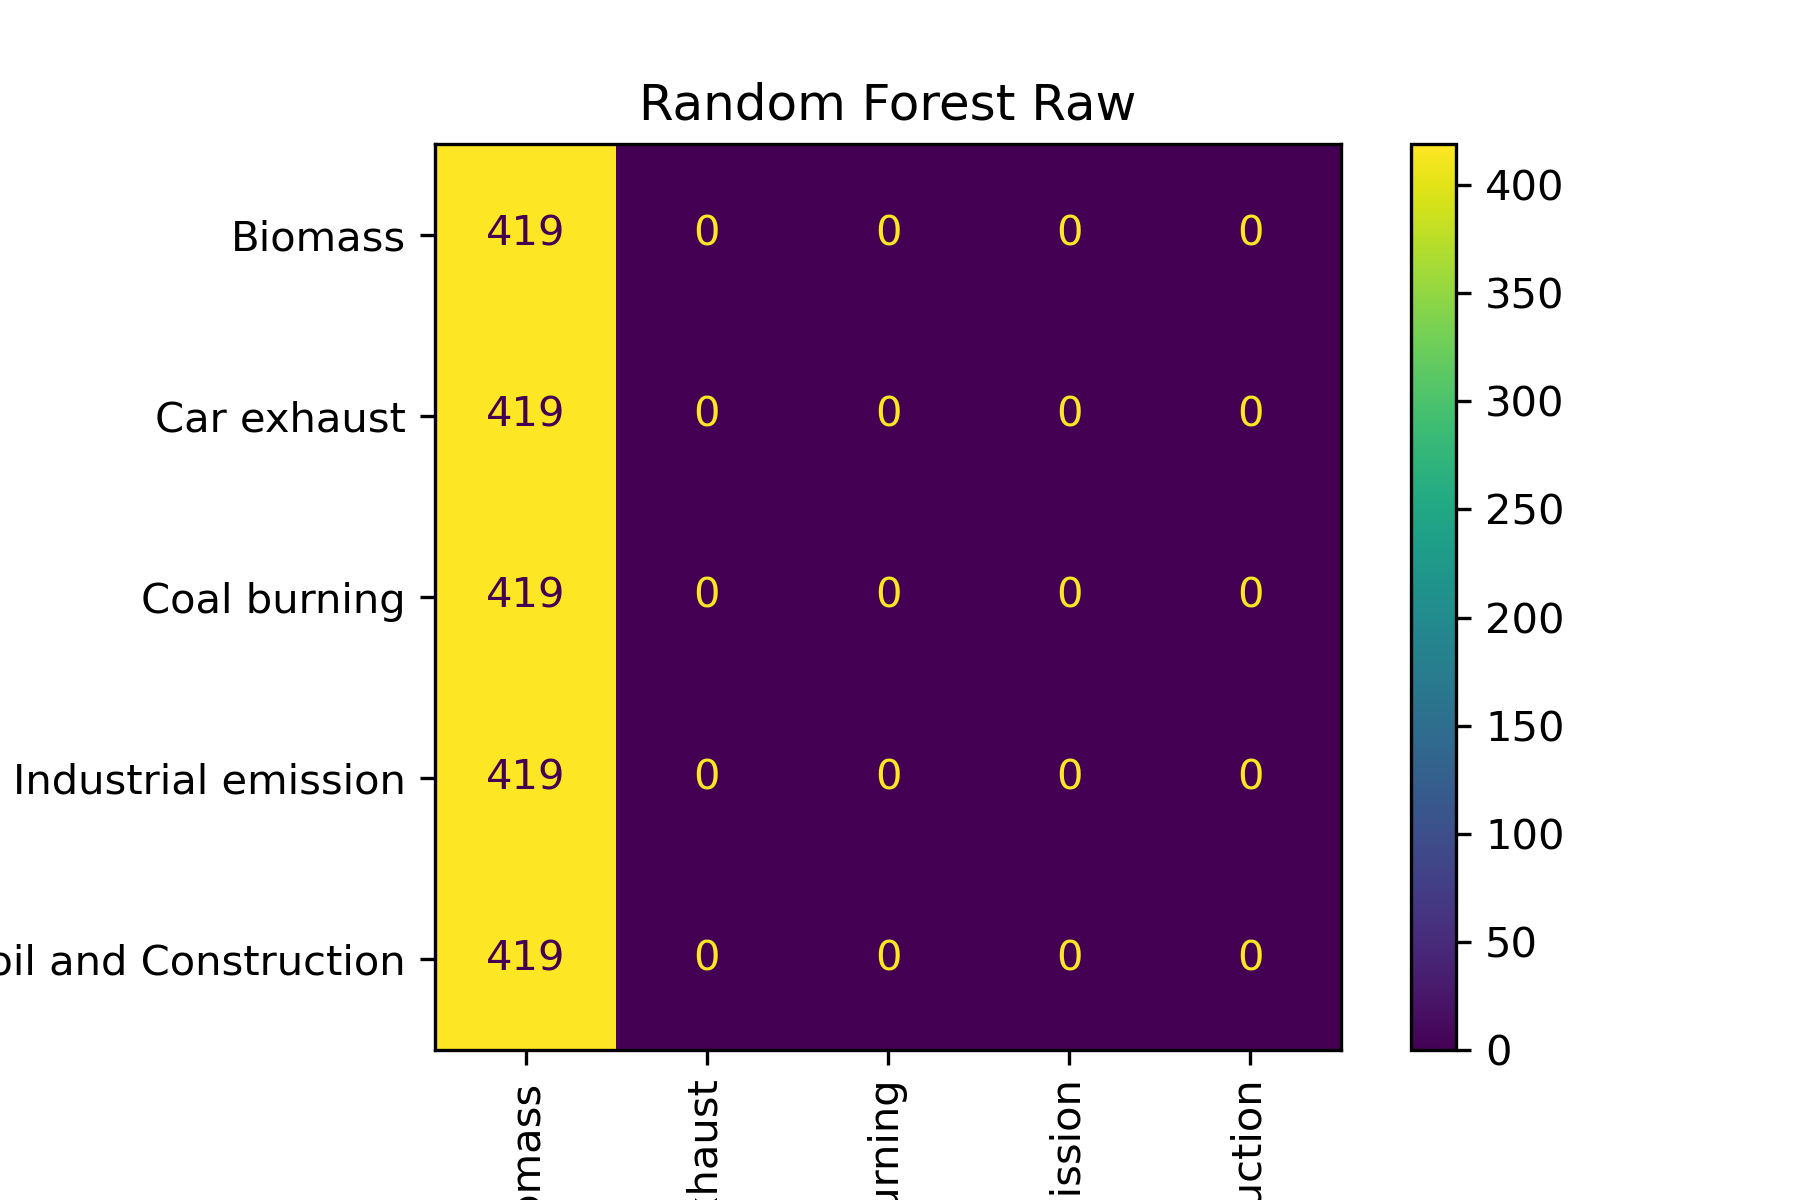 Random Forest Raw
Biomass 419 0 0 0 0
Car exhaust 419 0 0 0 0
Coal burning 419 0 0 0 0
Industrial emission 419 0 0 0 0
oil and Construction 419 0 0 0 0
omass
xhaust
urning
ission
uction
400
350
300
250
200
150
100
50
0